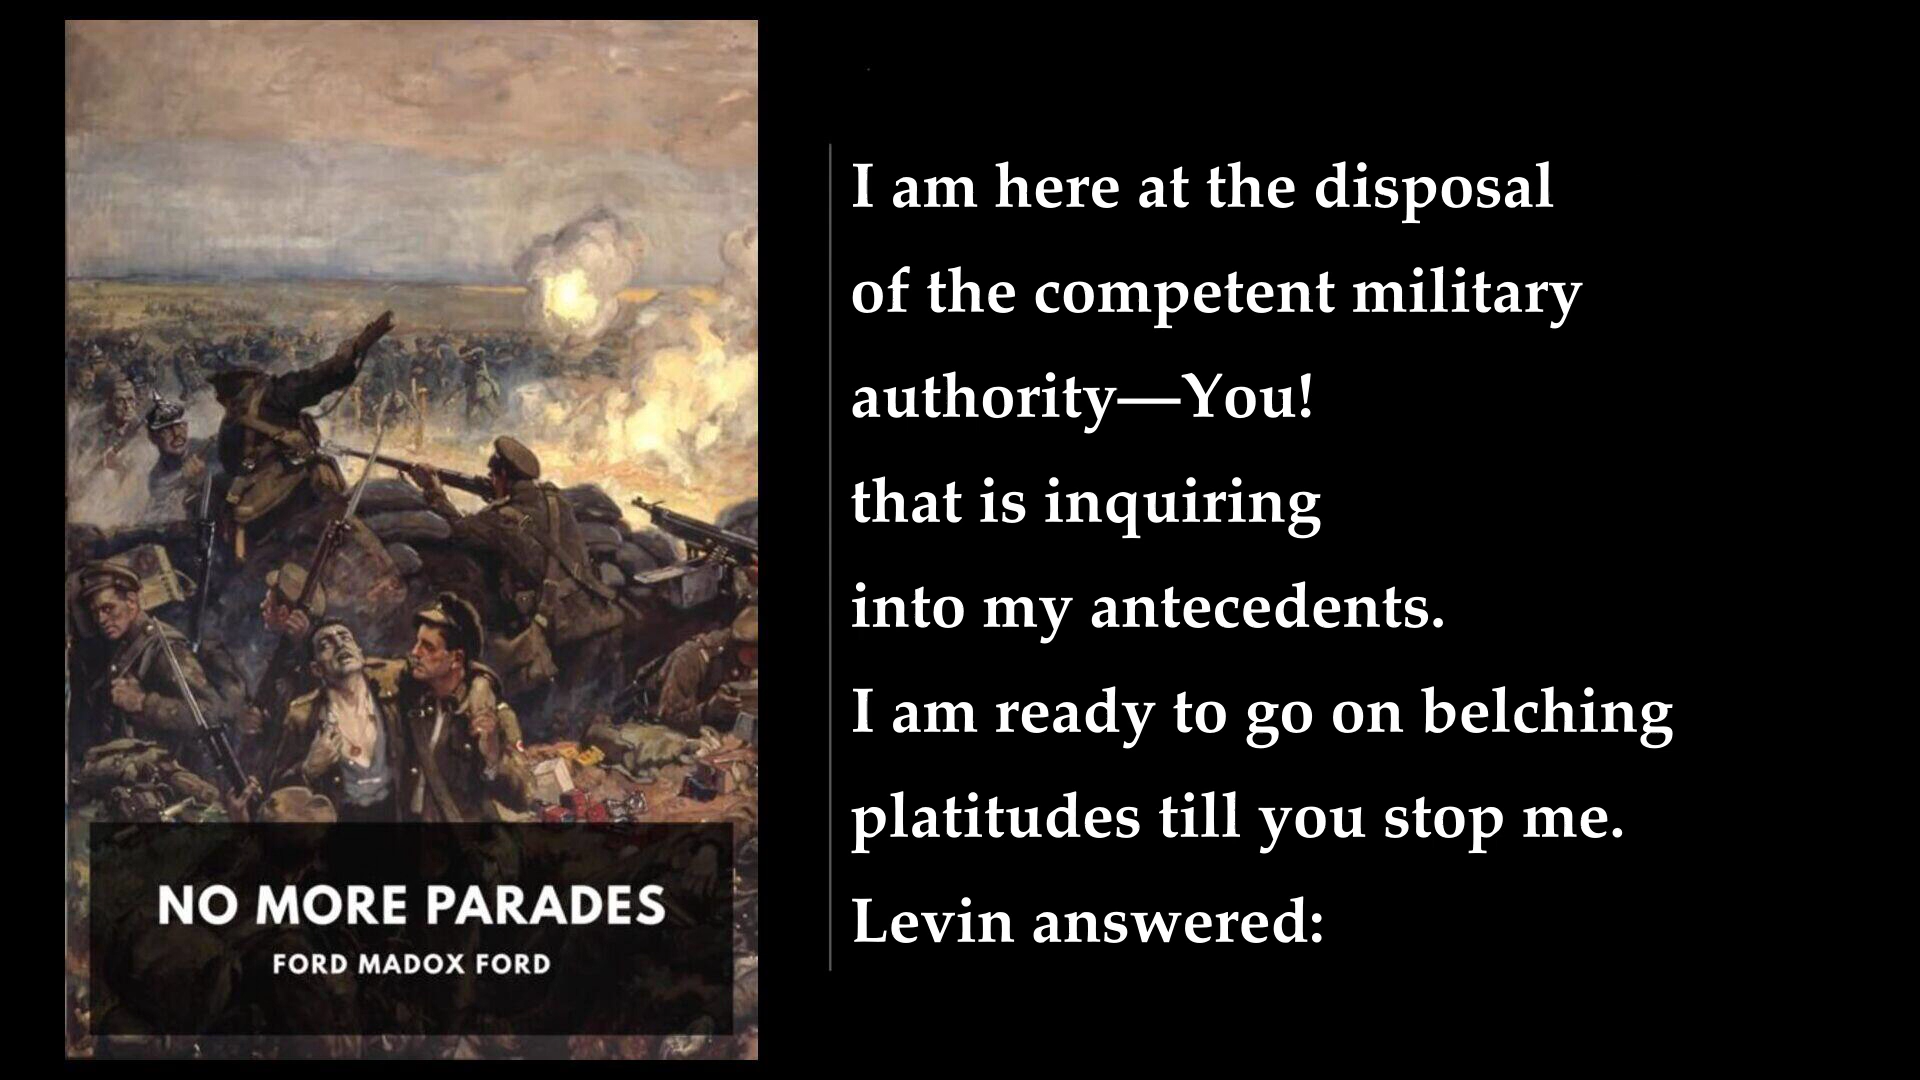 NO MORE PARADES
FORD MADOX FORD
I am here at the disposal
of the competent military
authority—You!
that is inquiring
into my antecedents.
I am ready to go on belching
platitudes till you stop me.
Levin answered: